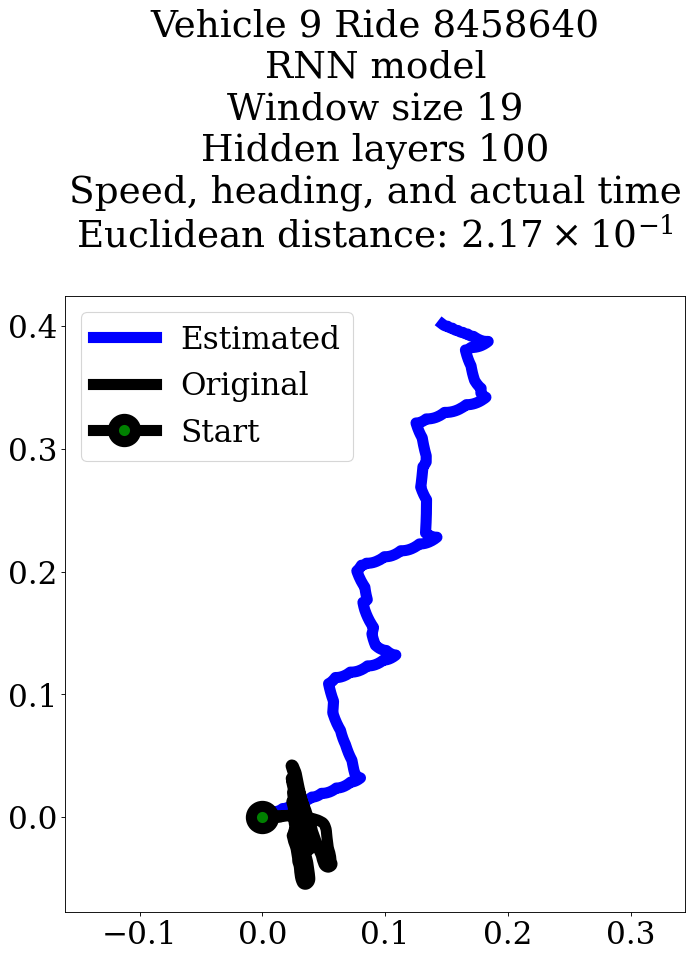 Vehicle 9 Ride 8458640
RNN model
Window size 19
Hidden layers 100
Speed, heading, and actual time
Euclidean distance: 2.17 × 10⁻¹
Estimated
Original
Start
0.4
0.3
0.2
0.1
0.0
−0.1 0.0 0.1 0.2 0.3